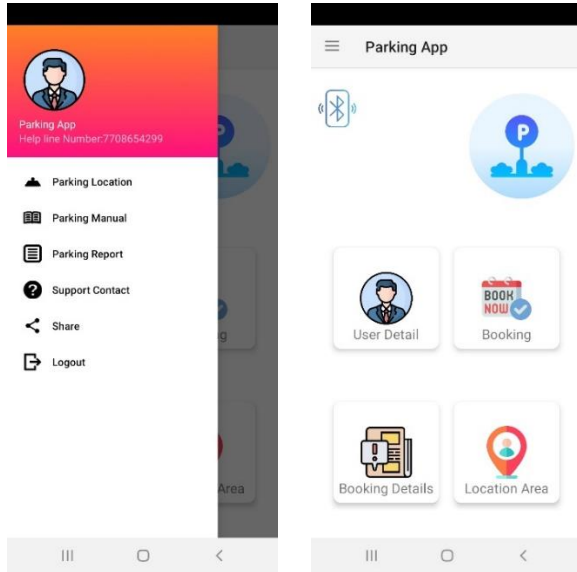 Parking App
Help line Number:7708654299
Parking Location
Parking Manual
Parking Report
Support Contact
Share
Logout
g
Area
Parking App
P
User Detail
BOOK
NOW
Booking
Booking Details
Location Area